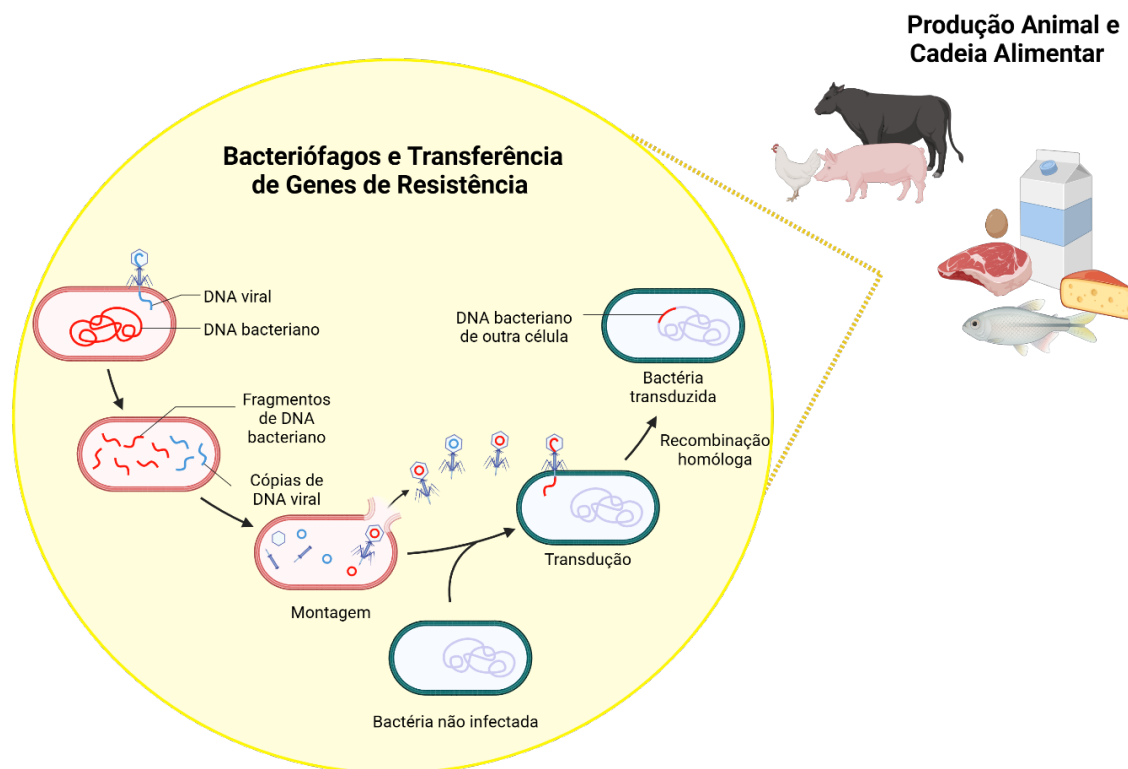 Produção Animal e
Cadeia Alimentar
Bacteriófagos e Transferência
de Genes de Resistência
DNA viral
DNA bacteriano
Fragmentos
de DNA
bacteriano
Cópias de
DNA viral
Montagem
Bactéria não infectada
Transdução
Recombinação
homóloga
DNA bacteriano
de outra célula
Bactéria
transduzida